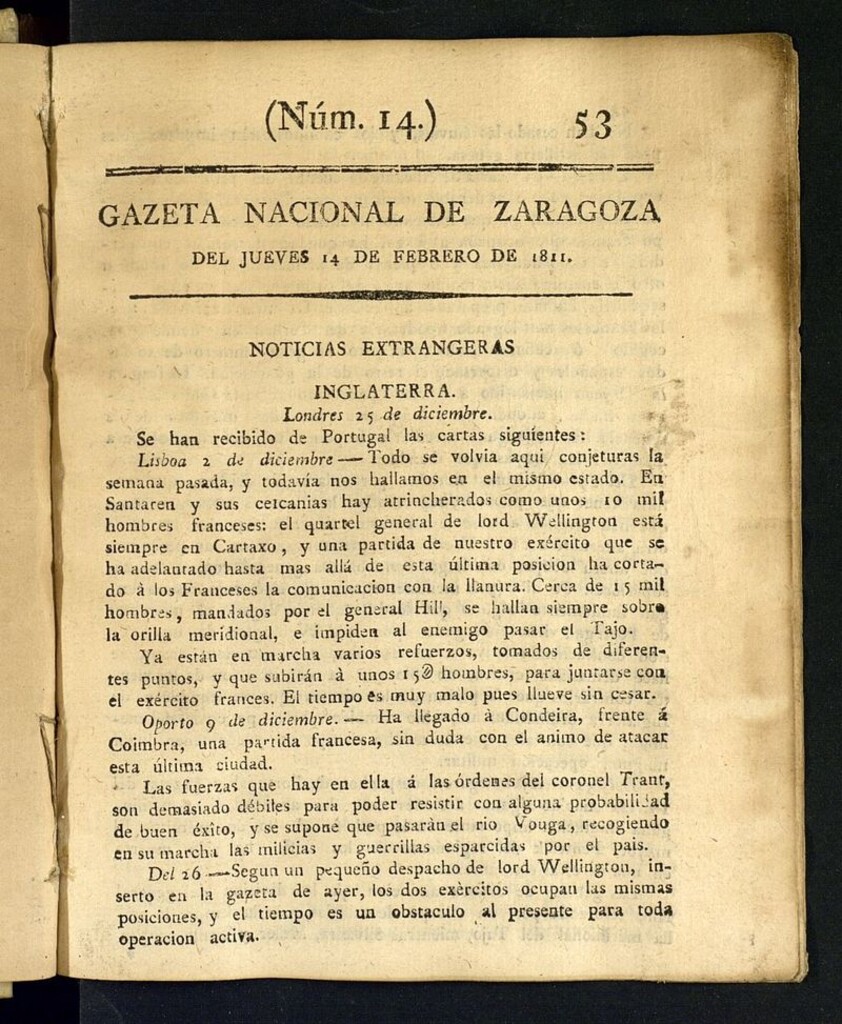 (Núm. 14.) 53
GAZETA NACIONAL DE ZARAGOZA
DEL JUEVES 14 DE FEBRERO DE 1811.
NOTICIAS EXTRANGERAS
INGLATERRA.
Londres 25 de diciembre.
Se han recibido de Portugal las cartas siguientes:
Lisboa 2 de diciembre — Todo se volvia aqui conjeturas la
semana pasada, y todavía nos hallamos en el mismo estado. En
Santaren y sus cercanias hay atrincherados como unos 10 mil
hombres franceses: el quartel general de lord Wellington está
siempre en Cartaxo, y una partida de nuestro exército que se
ha adelantado hasta mas allá de esta última posicion ha corta-
do à los Franceses la comunicacion con la llanura. Cerca de 15 mil
hombres, mandados por el general Hill, se hallan siempre sobre
la orilla meridional, e impiden al enemigo pasar el Tajo.
Ya están en marcha varios refuerzos, tomados de diferen-
tes puntos, y que subirán à unos 15@ hombres, para juntarse con
el exército frances. El tiempo es muy malo pues llueve sin cesar.
Oporto 9 de diciembre. — Ha llegado à Condeira, frente á
Coimbra, una partida francesa, sin duda con el animo de atacar
esta última ciudad.
Las fuerzas que hay en ella á las órdenes del coronel Trant,
son demasiado débiles para poder resistir con alguna probabilidad
de buen éxito, y se supone que pasarán el rio Vouga, recogiendo
en su marcha las milicias y guerrillas esparcidas por el pais.
Del 26 — Segun un pequeño despacho de lord Wellington, in-
serto en la gazeta de ayer, los dos exércitos ocupan las mismas
posiciones, y el tiempo es un obstaculo al presente para toda
operacion activa.